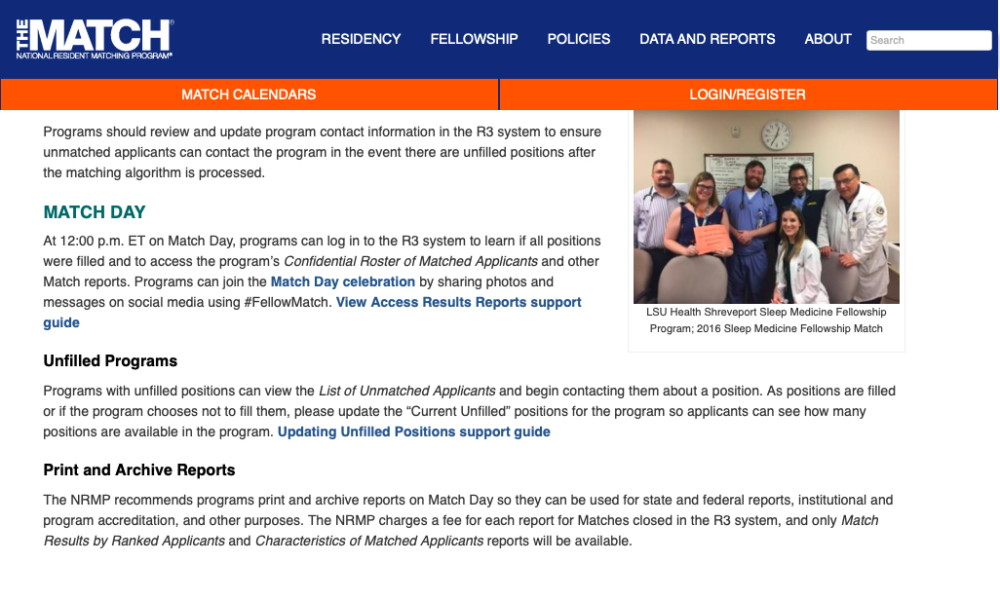 THE MATCH®
NATIONAL RESIDENT MATCHING PROGRAM®
RESIDENCY
FELLOWSHIP
POLICIES
DATA AND REPORTS
ABOUT
Search
MATCH CALENDARS
LOGIN/REGISTER
Programs should review and update program contact information in the R3 system to ensure
unmatched applicants can contact the program in the event there are unfilled positions after
the matching algorithm is processed.
MATCH DAY
At 12:00 p.m. ET on Match Day, programs can log in to the R3 system to learn if all positions
were filled and to access the program’s Confidential Roster of Matched Applicants and other
Match reports. Programs can join the Match Day celebration by sharing photos and
messages on social media using #FellowMatch. View Access Results Reports support
guide
LSU Health Shreveport Sleep Medicine Fellowship
Program; 2016 Sleep Medicine Fellowship Match
Unfilled Programs
Programs with unfilled positions can view the List of Unmatched Applicants and begin contacting them about a position. As positions are filled
or if the program chooses not to fill them, please update the “Current Unfilled” positions for the program so applicants can see how many
positions are available in the program. Updating Unfilled Positions support guide
Print and Archive Reports
The NRMP recommends programs print and archive reports on Match Day so they can be used for state and federal reports, institutional and
program accreditation, and other purposes. The NRMP charges a fee for each report for Matches closed in the R3 system, and only Match
Results by Ranked Applicants and Characteristics of Matched Applicants reports will be available.